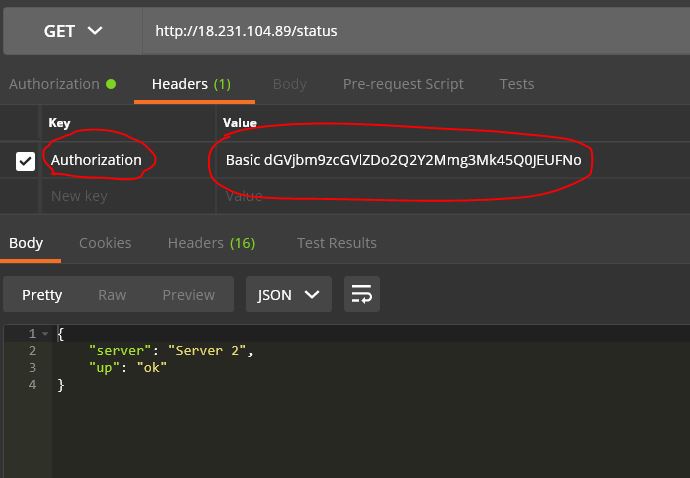 GET http://18.231.104.89/status
Authorization Headers (1) Body Pre-request Script Tests
Key Value
Authorization Basic dGVjbm9zcGVlZDo2Q2Y2Mmg3Mk45Q0JEUFNo
New key Value
Body Cookies Headers (16) Test Results
Pretty Raw Preview JSON
1 {
2 "server": "Server 2",
3 "up": "ok"
4 }